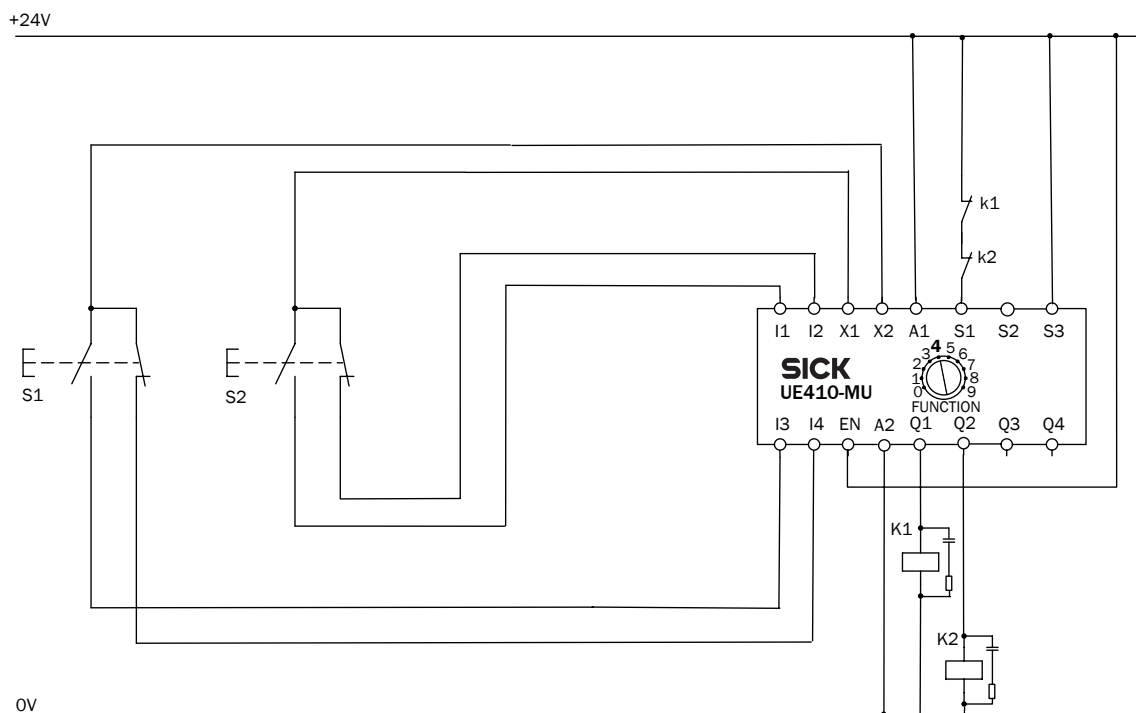 +24V
k1
k2
I1 I2 X1 X2 A1 S1 S2 S3
SICK
UE410-MU
0 1 2 3 4 5 6 7 8 9
FUNCTION
I3 I4 EN A2 Q1 Q2 Q3 Q4
S1
S2
K1
K2
0V